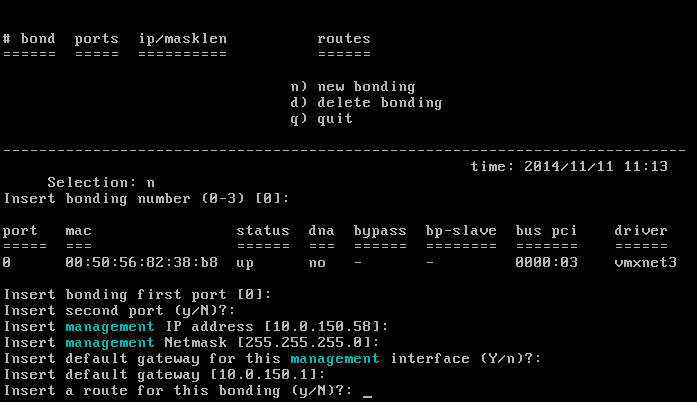 # bond  ports  ip/masklen          routes
======  =====  ==========          ======
n) new bonding
d) delete bonding
q) quit
--------------------------------------------------------------------------------
time: 2014/11/11 11:13
Selection: n
Insert bonding number (0-3) [0]:
port   mac                status  dna  bypass  bp-slave  bus pci    driver
=====  ===                ======  ===  ======  ========  =======    ======
0      00:50:56:82:38:b8  up      no   -       -         0000:03    vmxnet3
Insert bonding first port [0]:
Insert second port (y/N)?:
Insert management IP address [10.0.150.58]:
Insert management Netmask [255.255.255.0]:
Insert default gateway for this management interface (Y/n)?:
Insert default gateway [10.0.150.1]:
Insert a route for this bonding (y/N)?: _